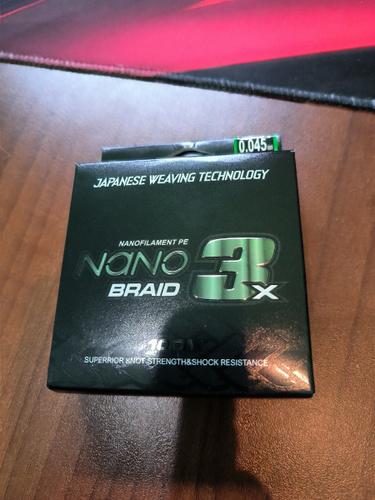 0.045
JAPANESE WEAVING TECHNOLOGY
NANOFILAMENT PE
NANO 3X
BRAID
SUPERRIOR KNOT STRENGTH&SHOCK RESISTANCE